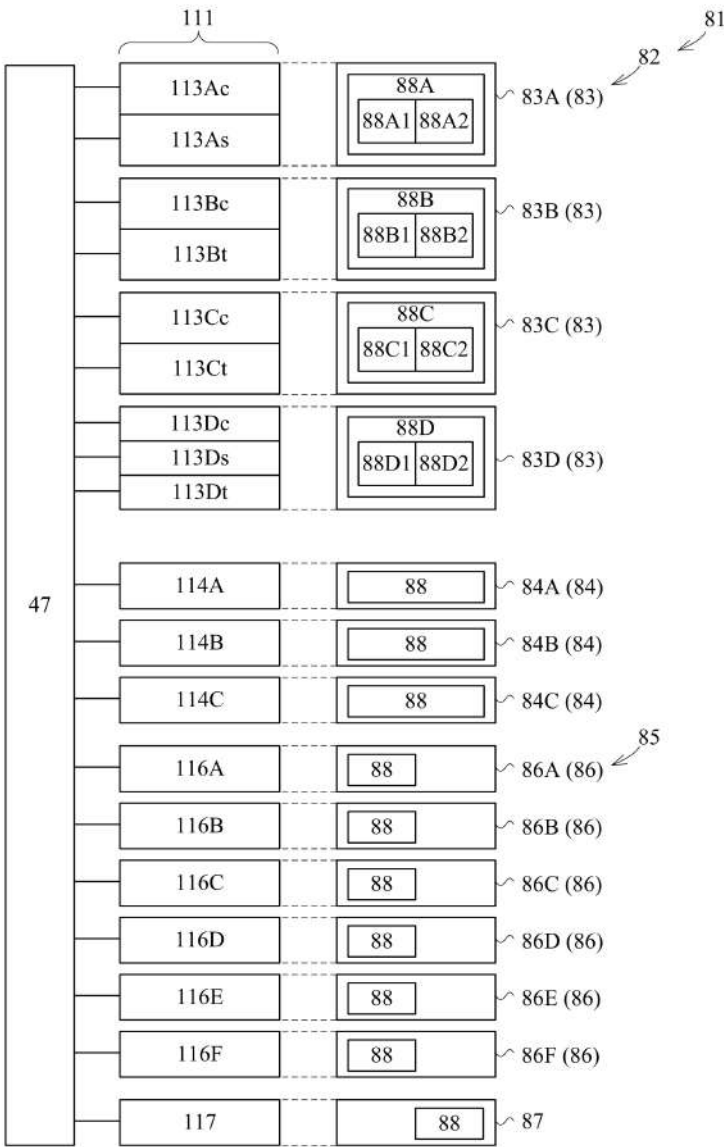 81
111
82
113Ac 88A 83A (83)
88A1 88A2
113As
113Bc 88B 83B (83)
88B1 88B2
113Bt
113Cc 88C 83C (83)
88C1 88C2
113Ct
113Dc 88D
113Ds 88D1 88D2 83D (83)
113Dt
47
114A 88 84A (84)
114B 88 84B (84)
114C 88 84C (84)
85
116A 88 86A (86)
116B 88 86B (86)
116C 88 86C (86)
116D 88 86D (86)
116E 88 86E (86)
116F 88 86F (86)
117 88 87